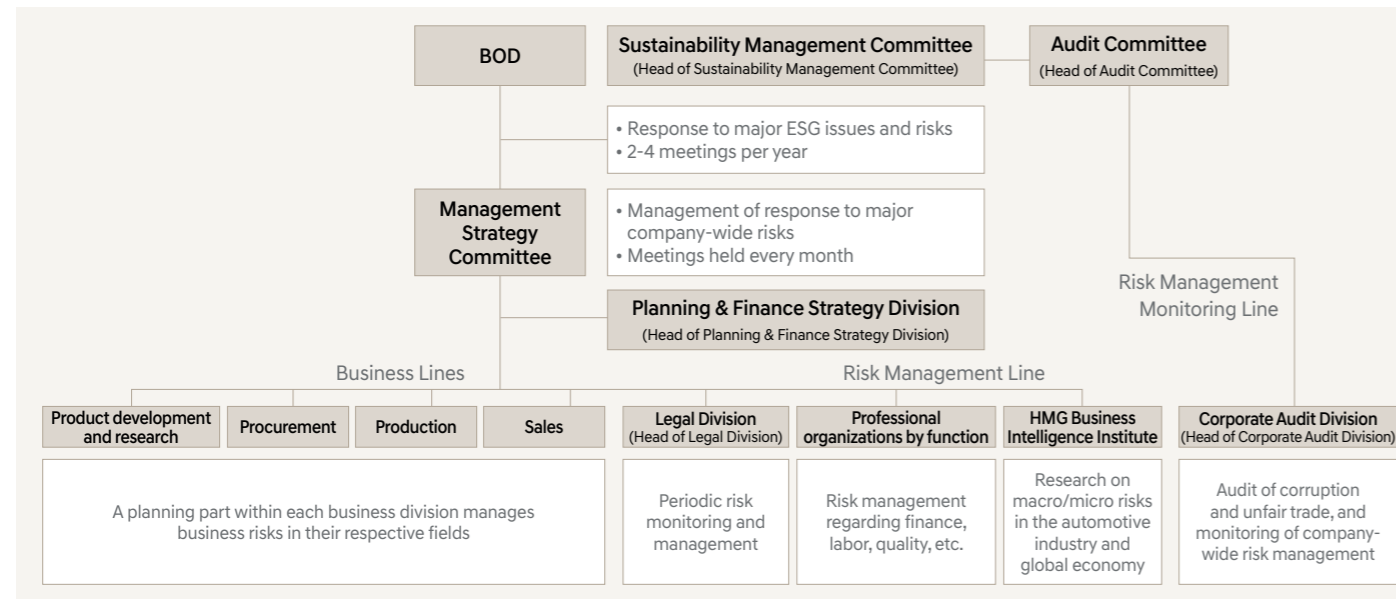 BOD
Sustainability Management Committee
(Head of Sustainability Management Committee)
Audit Committee
(Head of Audit Committee)
• Response to major ESG issues and risks
• 2-4 meetings per year
Management
Strategy
Committee
• Management of response to major
company-wide risks
• Meetings held every month
Risk Management
Monitoring Line
Planning & Finance Strategy Division
(Head of Planning & Finance Strategy Division)
Business Lines
Risk Management Line
Product development
and research
Procurement
Production
Sales
Legal Division
(Head of Legal Division)
Professional
organizations by function
HMG Business
Intelligence Institute
Corporate Audit Division
(Head of Corporate Audit Division)
A planning part within each business division manages
business risks in their respective fields
Periodic risk
monitoring and
management
Risk management
regarding finance,
labor, quality, etc.
Research on
macro/micro risks
in the automotive
industry and
global economy
Audit of corruption
and unfair trade, and
monitoring of company-
wide risk management